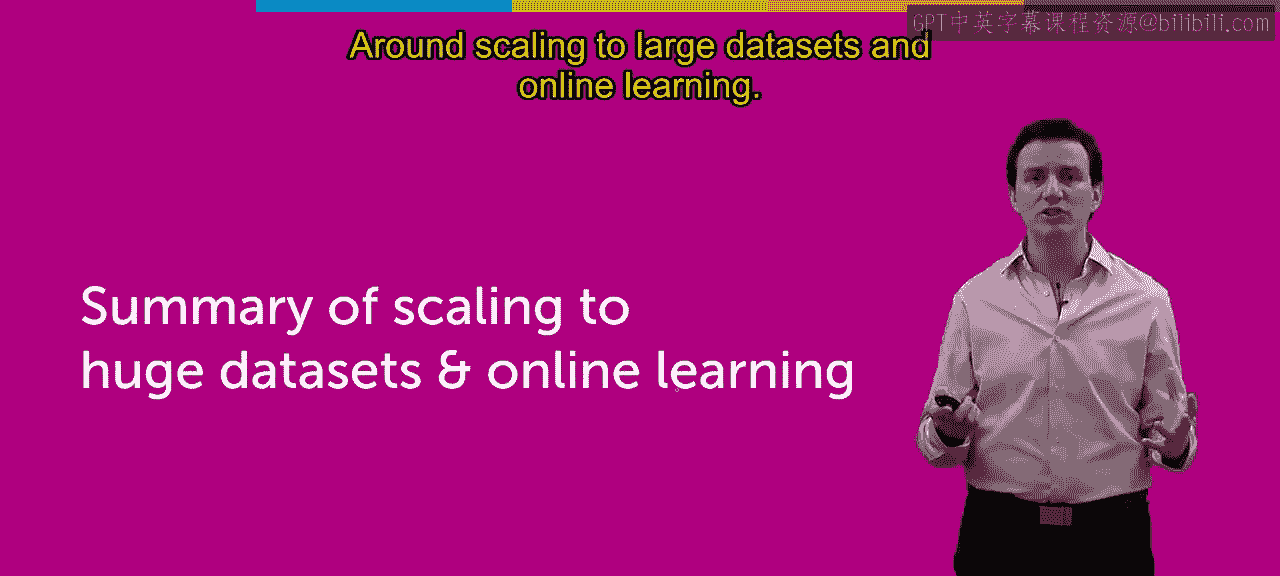 GPT中英字幕课程资源@bilibili.com
Around scaling to large datasets and
online learning.
Summary of scaling to
huge datasets & online learning